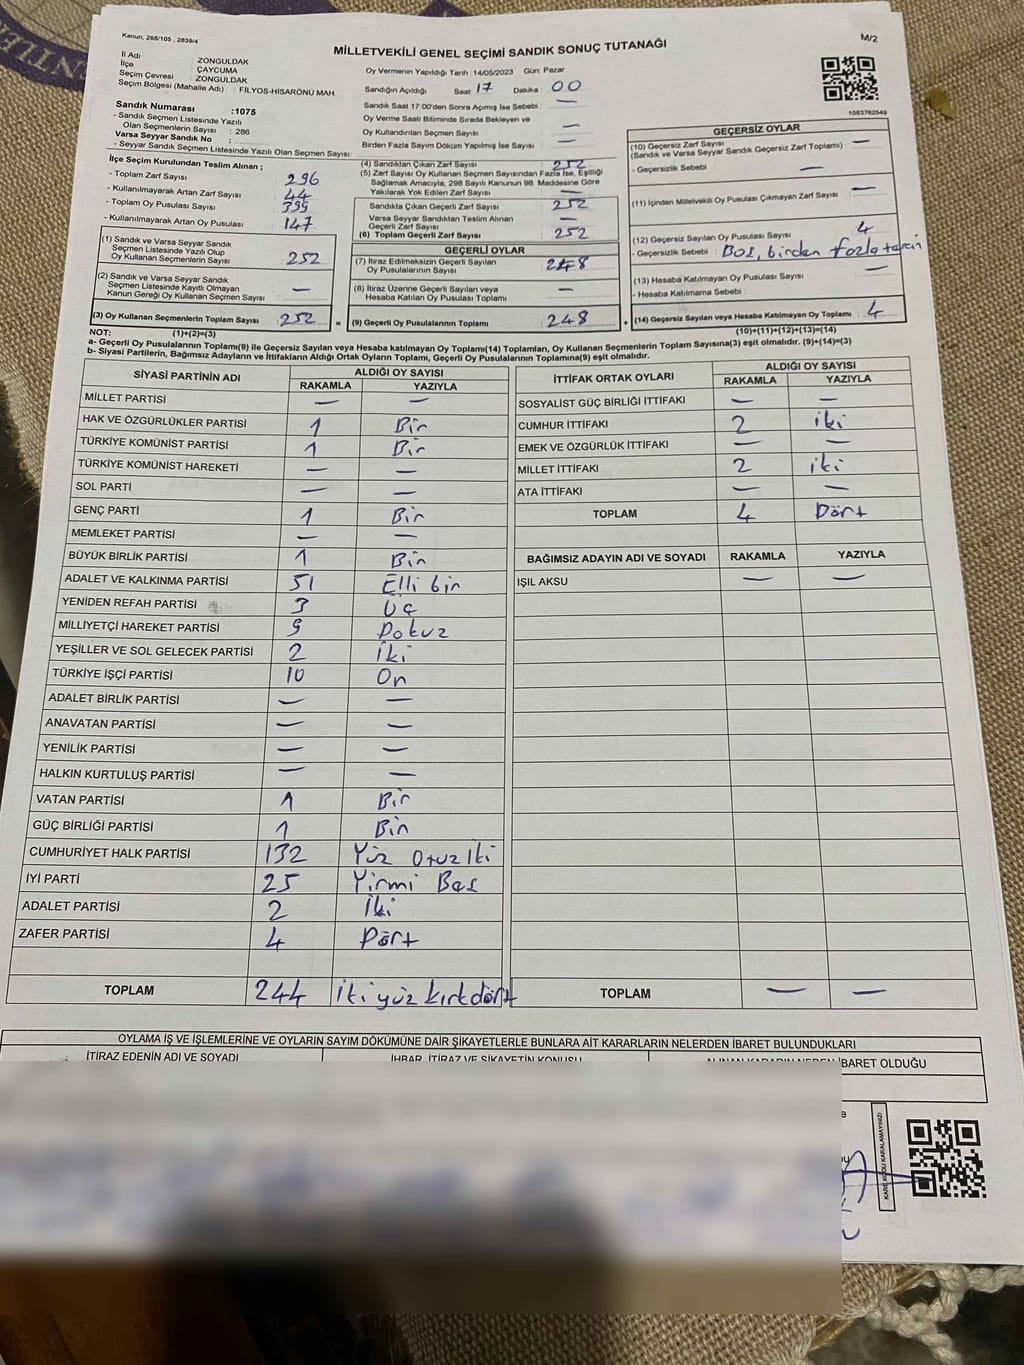 Kanun, 298/105 , 2839/4
M/2
MİLLETVEKİLİ GENEL SEÇİMİ SANDIK SONUÇ TUTANAĞI
İl Adı : ZONGULDAK
İlçe : ÇAYCUMA
Seçim Çevresi : ZONGULDAK
Seçim Bölgesi (Mahalle Adı) : FİLYOS-HİSARÖNÜ MAH.
Sandık Numarası :1075
- Sandık Seçmen Listesinde Yazılı
Olan Seçmenlerin Sayısı : 286
Varsa Seyyar Sandık No :
- Seyyar Sandık Seçmen Listesinde Yazılı Olan Seçmen Sayısı:
İlçe Seçim Kurulundan Teslim Alınan ;
- Toplam Zarf Sayısı 296
- Kullanılmayarak Artan Zarf Sayısı 44
- Toplam Oy Pusulası Sayısı 395
- Kullanılmayarak Artan Oy Pusulası 147
(1) Sandık ve Varsa Seyyar Sandık
Seçmen Listesinde Yazılı Olup
Oy Kullanan Seçmenlerin Sayısı 252
(2) Sandık ve Varsa Seyyar Sandık
Seçmen Listesinde Kayıtlı Olmayan
Kanun Gereği Oy Kullanan Seçmen Sayısı —
(3) Oy Kullanan Seçmenlerin Toplam Sayısı 252
Oy Vermenin Yapıldığı Tarih :14/05/2023 Gün: Pazar
Sandığın Açıldığı Saat 17 Dakika : 00
Sandık Saat 17:00'den Sonra Açılmış İse Sebebi : —
Oy Verme Saati Bitiminde Sırada Bekleyen ve
Oy Kullandırılan Seçmen Sayısı —
Birden Fazla Sayım Döküm Yapılmış İse Sayısı —
(4) Sandıktan Çıkan Zarf Sayısı 252
(5) Zarf Sayısı Oy Kullanan Seçmen Sayısından Fazla İse, Eşitliği
Sağlamak Amacıyla, 298 Sayılı Kanunun 98. Maddesine Göre
Yakılarak Yok Edilen Zarf Sayısı —
Sandıkta Çıkan Geçerli Zarf Sayısı 252
Varsa Seyyar Sandıktan Teslim Alınan
Geçerli Zarf Sayısı —
(6) Toplam Geçerli Zarf Sayısı 252
GEÇERLİ OYLAR
(7) İtiraz Edilmeksizin Geçerli Sayılan
Oy Pusulalarının Sayısı 248
(8) İtiraz Üzerine Geçerli Sayılan veya
Hesaba Katılan Oy Pusulası Toplamı —
= (9) Geçerli Oy Pusulalarının Toplamı 248 +
1083762549
GEÇERSİZ OYLAR
(10) Geçersiz Zarf Sayısı —
(Sandık ve Varsa Seyyar Sandık Geçersiz Zarf Toplamı)
- Geçersizlik Sebebi : —
(11) İçinden Milletvekili Oy Pusulası Çıkmayan Zarf Sayısı —
(12) Geçersiz Sayılan Oy Pusulası Sayısı 4
- Geçersizlik Sebebi : Boş, birden fazla tercih
(13) Hesaba Katılmayan Oy Pusulası Sayısı —
- Hesaba Katılmama Sebebi :
(14) Geçersiz Sayılan veya Hesaba Katılmayan Oy Toplamı 4
NOT: (1)+(2)=(3)
(10)+(11)+(12)+(13)=(14)
a- Geçerli Oy Pusulalarının Toplamı(9) ile Geçersiz Sayılan veya Hesaba Katılmayan Oy Toplamı(14) Toplamları, Oy Kullanan Seçmenlerin Toplam Sayısına(3) eşit olmalıdır. (9)+(14)=(3)
b- Siyasi Partilerin, Bağımsız Adayların ve İttifakların Aldığı Ortak Oyların Toplamı, Geçerli Oy Pusulalarının Toplamına(9) eşit olmalıdır.
SİYASİ PARTİNİN ADI ALDIĞI OY SAYISI
RAKAMLA YAZIYLA
MİLLET PARTİSİ — —
HAK VE ÖZGÜRLÜKLER PARTİSİ 1 Bir
TÜRKİYE KOMÜNİST PARTİSİ 1 Bir
TÜRKİYE KOMÜNİST HAREKETİ — —
SOL PARTİ — —
GENÇ PARTİ 1 Bir
MEMLEKET PARTİSİ — —
BÜYÜK BİRLİK PARTİSİ 1 Bir
ADALET VE KALKINMA PARTİSİ 51 Elli bir
YENİDEN REFAH PARTİSİ 3 Üç
MİLLİYETÇİ HAREKET PARTİSİ 9 Dokuz
YEŞİLLER VE SOL GELECEK PARTİSİ 2 İki
TÜRKİYE İŞÇİ PARTİSİ 10 On
ADALET BİRLİK PARTİSİ — —
ANAVATAN PARTİSİ — —
YENİLİK PARTİSİ — —
HALKIN KURTULUŞ PARTİSİ — —
VATAN PARTİSİ 1 Bir
GÜÇ BİRLİĞİ PARTİSİ 1 Bir
CUMHURİYET HALK PARTİSİ 132 Yüz Otuz İki
İYİ PARTİ 25 Yirmi Beş
ADALET PARTİSİ 2 İki
ZAFER PARTİSİ 4 Dört
TOPLAM 244 İki yüz kırk dört
İTTİFAK ORTAK OYLARI ALDIĞI OY SAYISI
RAKAMLA YAZIYLA
SOSYALİST GÜÇ BİRLİĞİ İTTİFAKI — —
CUMHUR İTTİFAKI 2 iki
EMEK VE ÖZGÜRLÜK İTTİFAKI — —
MİLLET İTTİFAKI 2 iki
ATA İTTİFAKI — —
TOPLAM 4 Dört
BAĞIMSIZ ADAYIN ADI VE SOYADI RAKAMLA YAZIYLA
IŞIL AKSU — —
TOPLAM — —
OYLAMA İŞ VE İŞLEMLERİNE VE OYLARIN SAYIM DÖKÜMÜNE DAİR ŞİKAYETLERLE BUNLARA AİT KARARLARIN NELERDEN İBARET BULUNDUKLARI
İTİRAZ EDENİN ADI VE SOYADI İHBAR, İTİRAZ VE ŞİKAYETİN KONUSU ALINAN KARARIN NEDEN İBARET OLDUĞU
KARE KODU KARALAMAYINIZ!